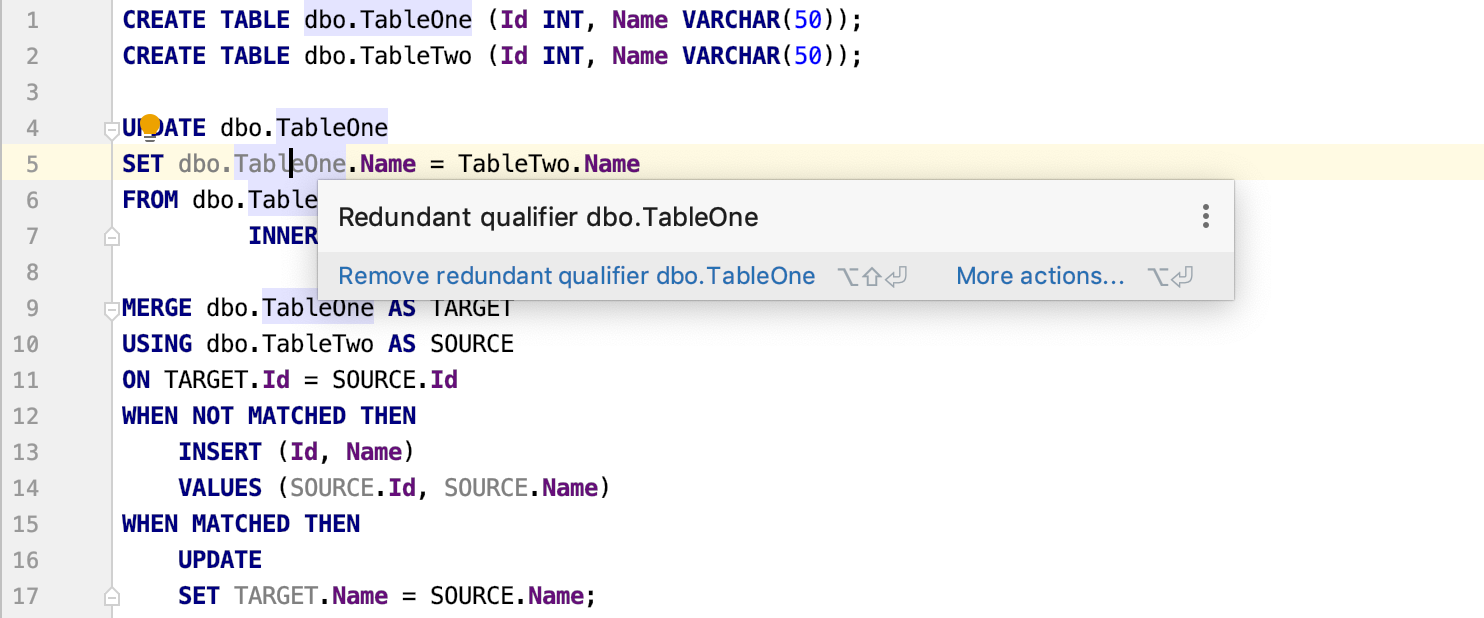 1 CREATE TABLE dbo.TableOne (Id INT, Name VARCHAR(50));
2 CREATE TABLE dbo.TableTwo (Id INT, Name VARCHAR(50));
3
4 UPDATE dbo.TableOne
5 SET dbo.TableOne.Name = TableTwo.Name
6 FROM dbo.Table
Redundant qualifier dbo.TableOne
7 INNER
Remove redundant qualifier dbo.TableOne ⌥⇧⏎ More actions... ⌥⏎
8
9 MERGE dbo.TableOne AS TARGET
10 USING dbo.TableTwo AS SOURCE
11 ON TARGET.Id = SOURCE.Id
12 WHEN NOT MATCHED THEN
13 INSERT (Id, Name)
14 VALUES (SOURCE.Id, SOURCE.Name)
15 WHEN MATCHED THEN
16 UPDATE
17 SET TARGET.Name = SOURCE.Name;